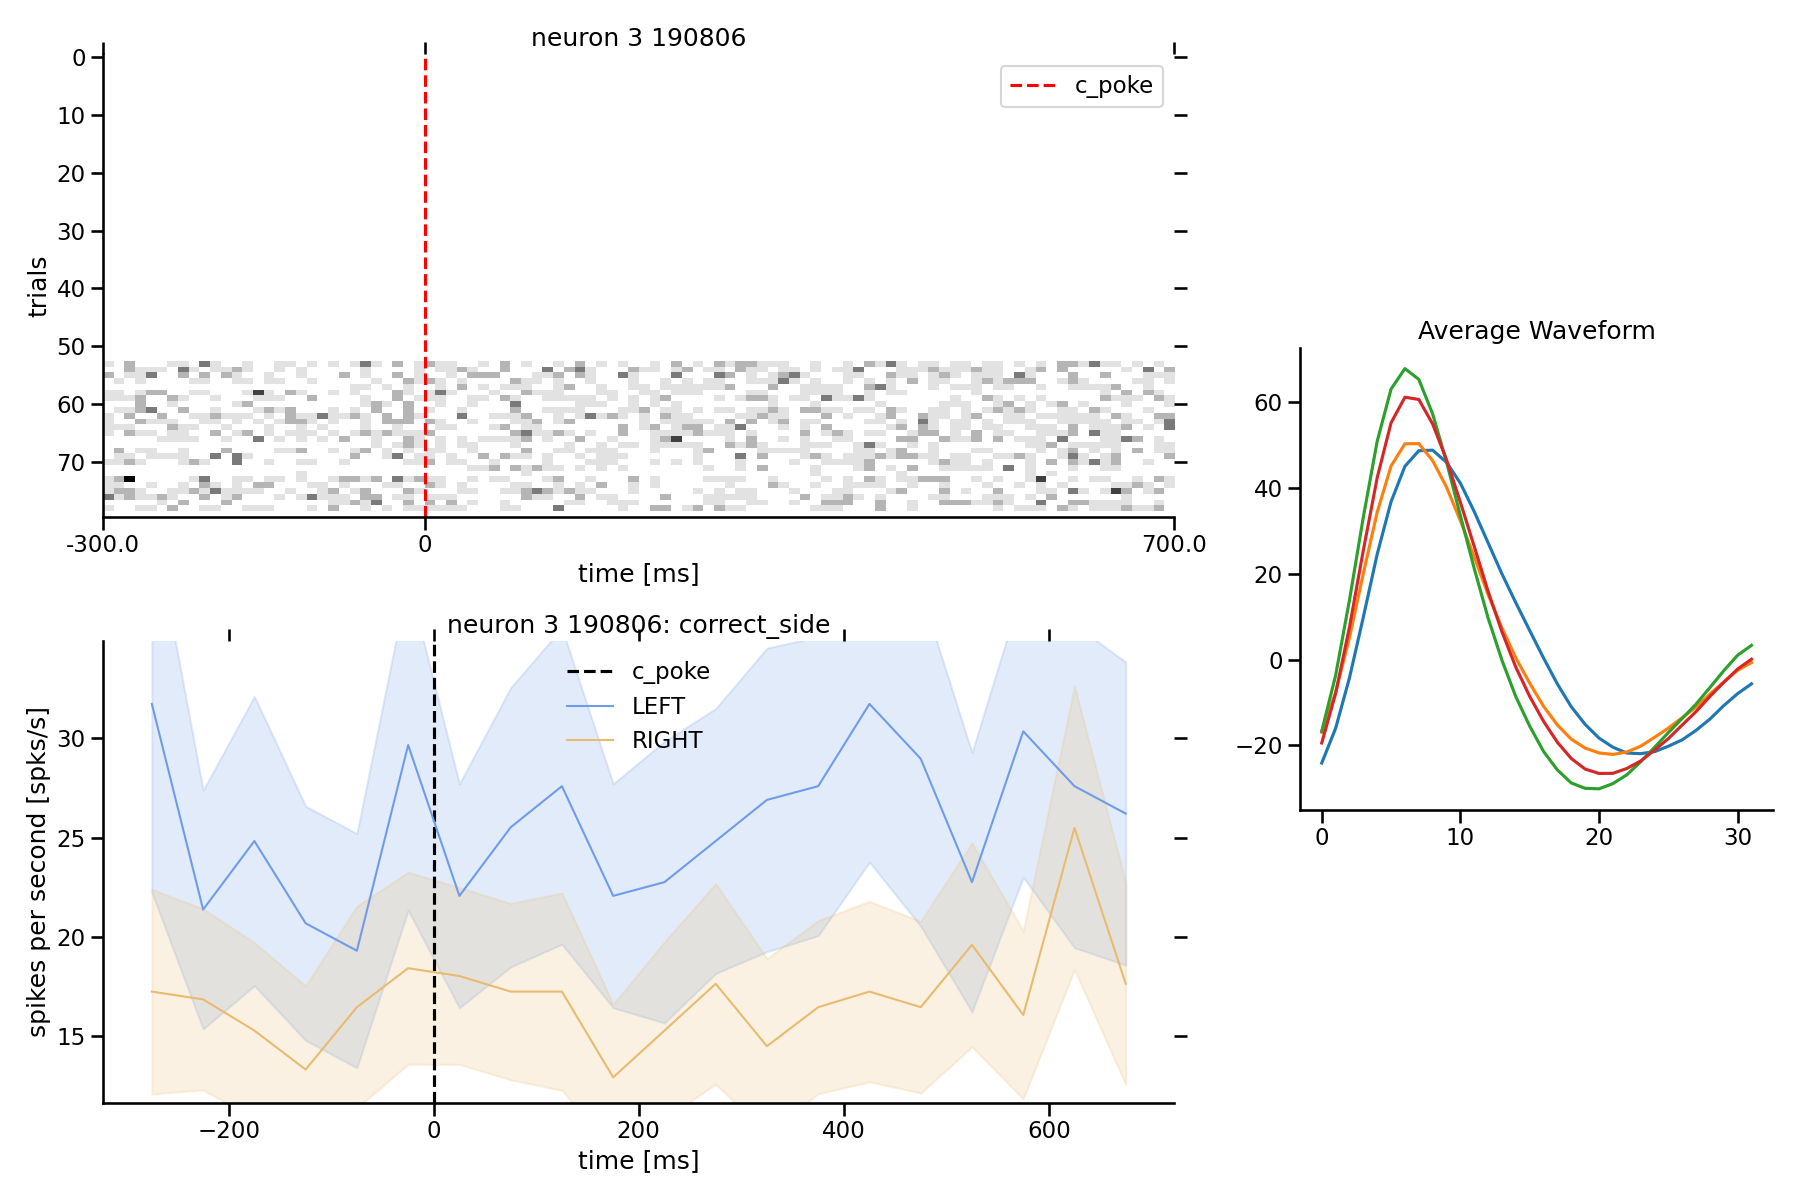 neuron 3 190806
0
10
20
30
40
50
60
70
trials
c_poke
-300.0
0
700.0
time [ms]
neuron 3 190806: correct_side
c_poke
LEFT
RIGHT
30
25
20
15
spikes per second [spks/s]
−200
0
200
400
600
time [ms]
Average Waveform
60
40
20
0
−20
0
10
20
30